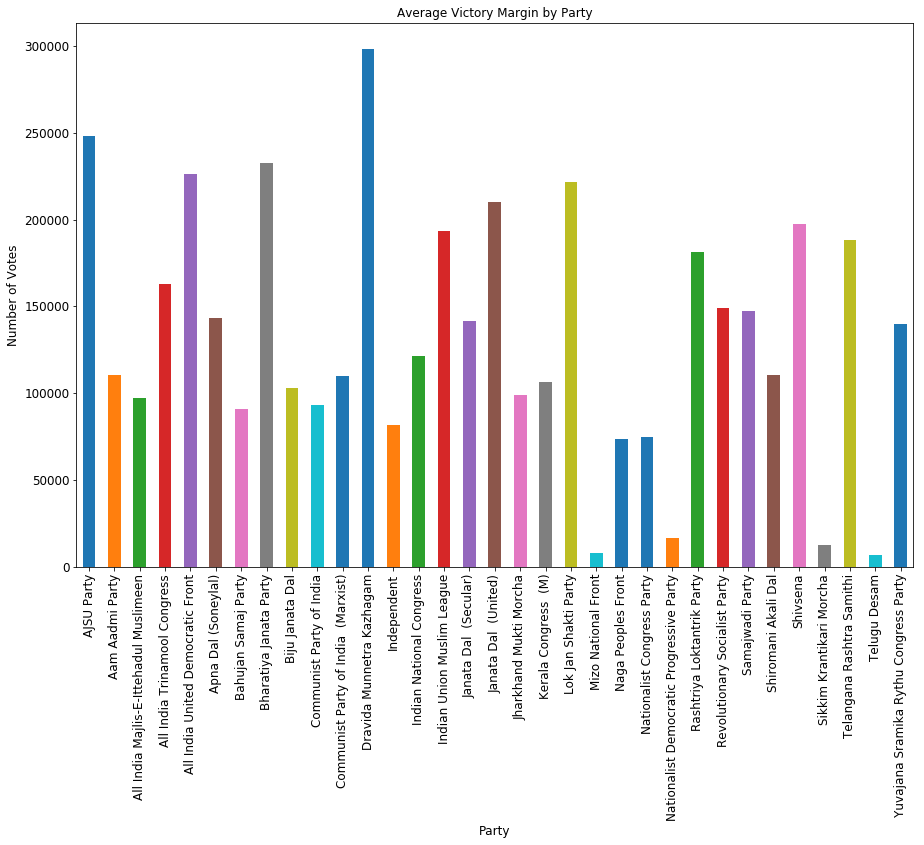 Average Victory Margin by Party
300000
250000
200000
150000
100000
50000
0
Number of Votes
AJSU Party
Aam Aadmi Party
All India Majlis-E-Ittehadul Muslimeen
All India Trinamool Congress
All India United Democratic Front
Apna Dal (Soneylal)
Bahujan Samaj Party
Bharatiya Janata Party
Biju Janata Dal
Communist Party of India
Communist Party of India  (Marxist)
Dravida Munnetra Kazhagam
Independent
Indian National Congress
Indian Union Muslim League
Janata Dal  (Secular)
Janata Dal  (United)
Jharkhand Mukti Morcha
Kerala Congress  (M)
Lok Jan Shakti Party
Mizo National Front
Naga Peoples Front
Nationalist Congress Party
Nationalist Democratic Progressive Party
Rashtriya Loktantrik Party
Revolutionary Socialist Party
Samajwadi Party
Shiromani Akali Dal
Shivsena
Sikkim Krantikari Morcha
Telangana Rashtra Samithi
Telugu Desam
Yuvajana Sramika Rythu Congress Party
Party